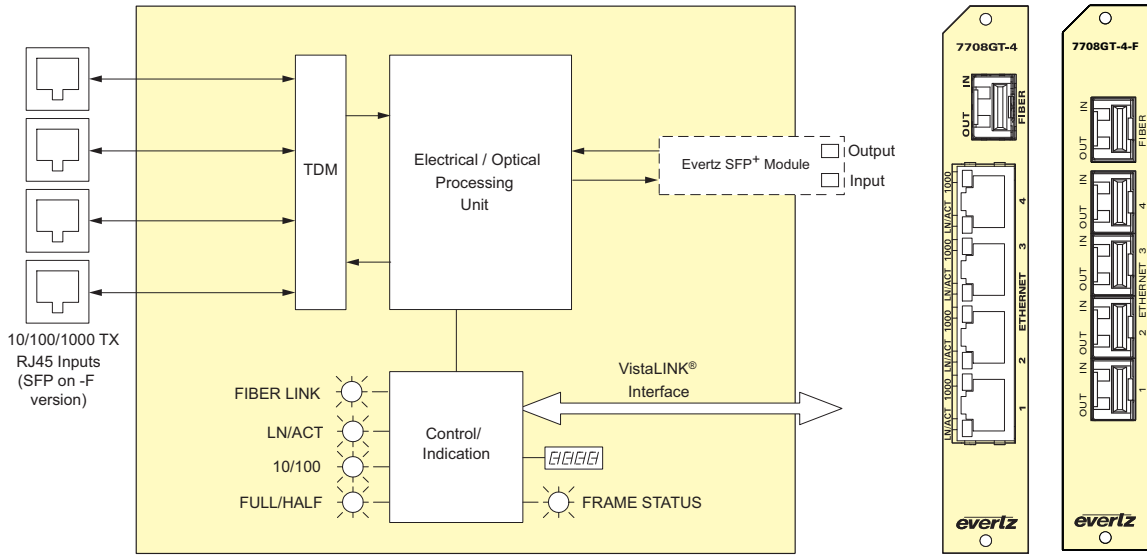 TDM
Electrical / Optical
Processing
Unit
Evertz SFP+ Module
Output
Input
10/100/1000 TX
RJ45 Inputs
(SFP on -F
version)
FIBER LINK
LN/ACT
10/100
FULL/HALF
Control/
Indication
VistaLINK®
Interface
FRAME STATUS
7708GT-4
IN
OUT
FIBER
LN/ACT 1000
4
LN/ACT 1000
3
ETHERNET
LN/ACT 1000
2
LN/ACT 1000
1
evertz
7708GT-4-F
IN
OUT
FIBER
IN
OUT
4
IN
OUT
3
ETHERNET
IN
OUT
2
IN
OUT
1
evertz